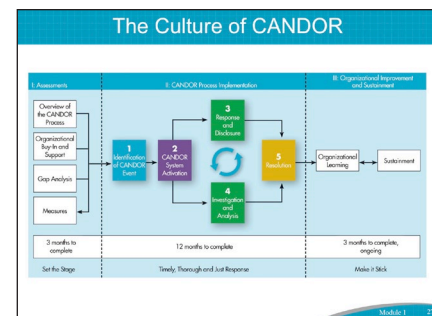 The Culture of CANDOR
I: Assessments
II: CANDOR Process Implementation
III: Organizational Improvement
and Sustainment
Overview of
the CANDOR
Process
Organizational
Buy-In and
Support
Gap Analysis
Measures
1
Identification
of CANDOR
Event
2
CANDOR
System
Activation
3
Response
and
Disclosure
4
Investigation
and
Analysis
5
Resolution
Organizational
Learning
Sustainment
3 months to
complete
12 months to complete
3 months to complete,
ongoing
Set the Stage
Timely, Thorough and Just Response
Make it Stick
Module 1